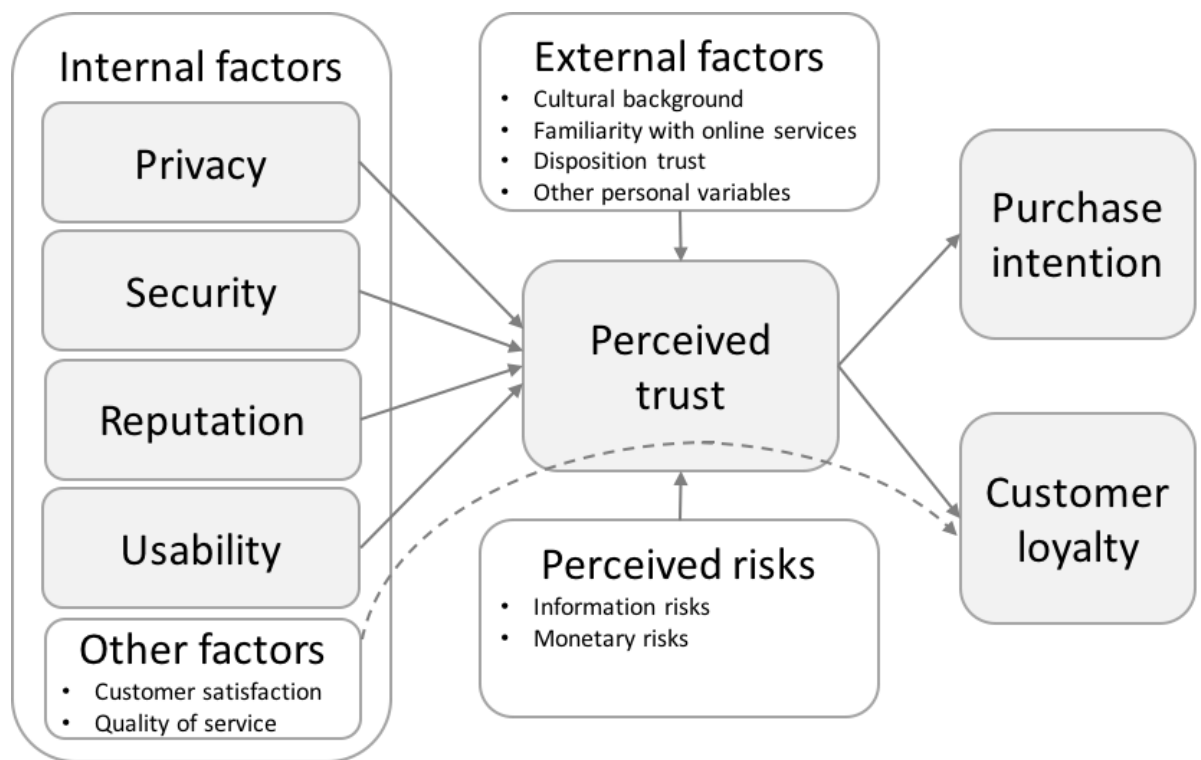 Internal factors
Privacy
Security
Reputation
Usability
Other factors
• Customer satisfaction
• Quality of service
External factors
• Cultural background
• Familiarity with online services
• Disposition trust
• Other personal variables
Perceived
trust
Perceived risks
• Information risks
• Monetary risks
Purchase
intention
Customer
loyalty